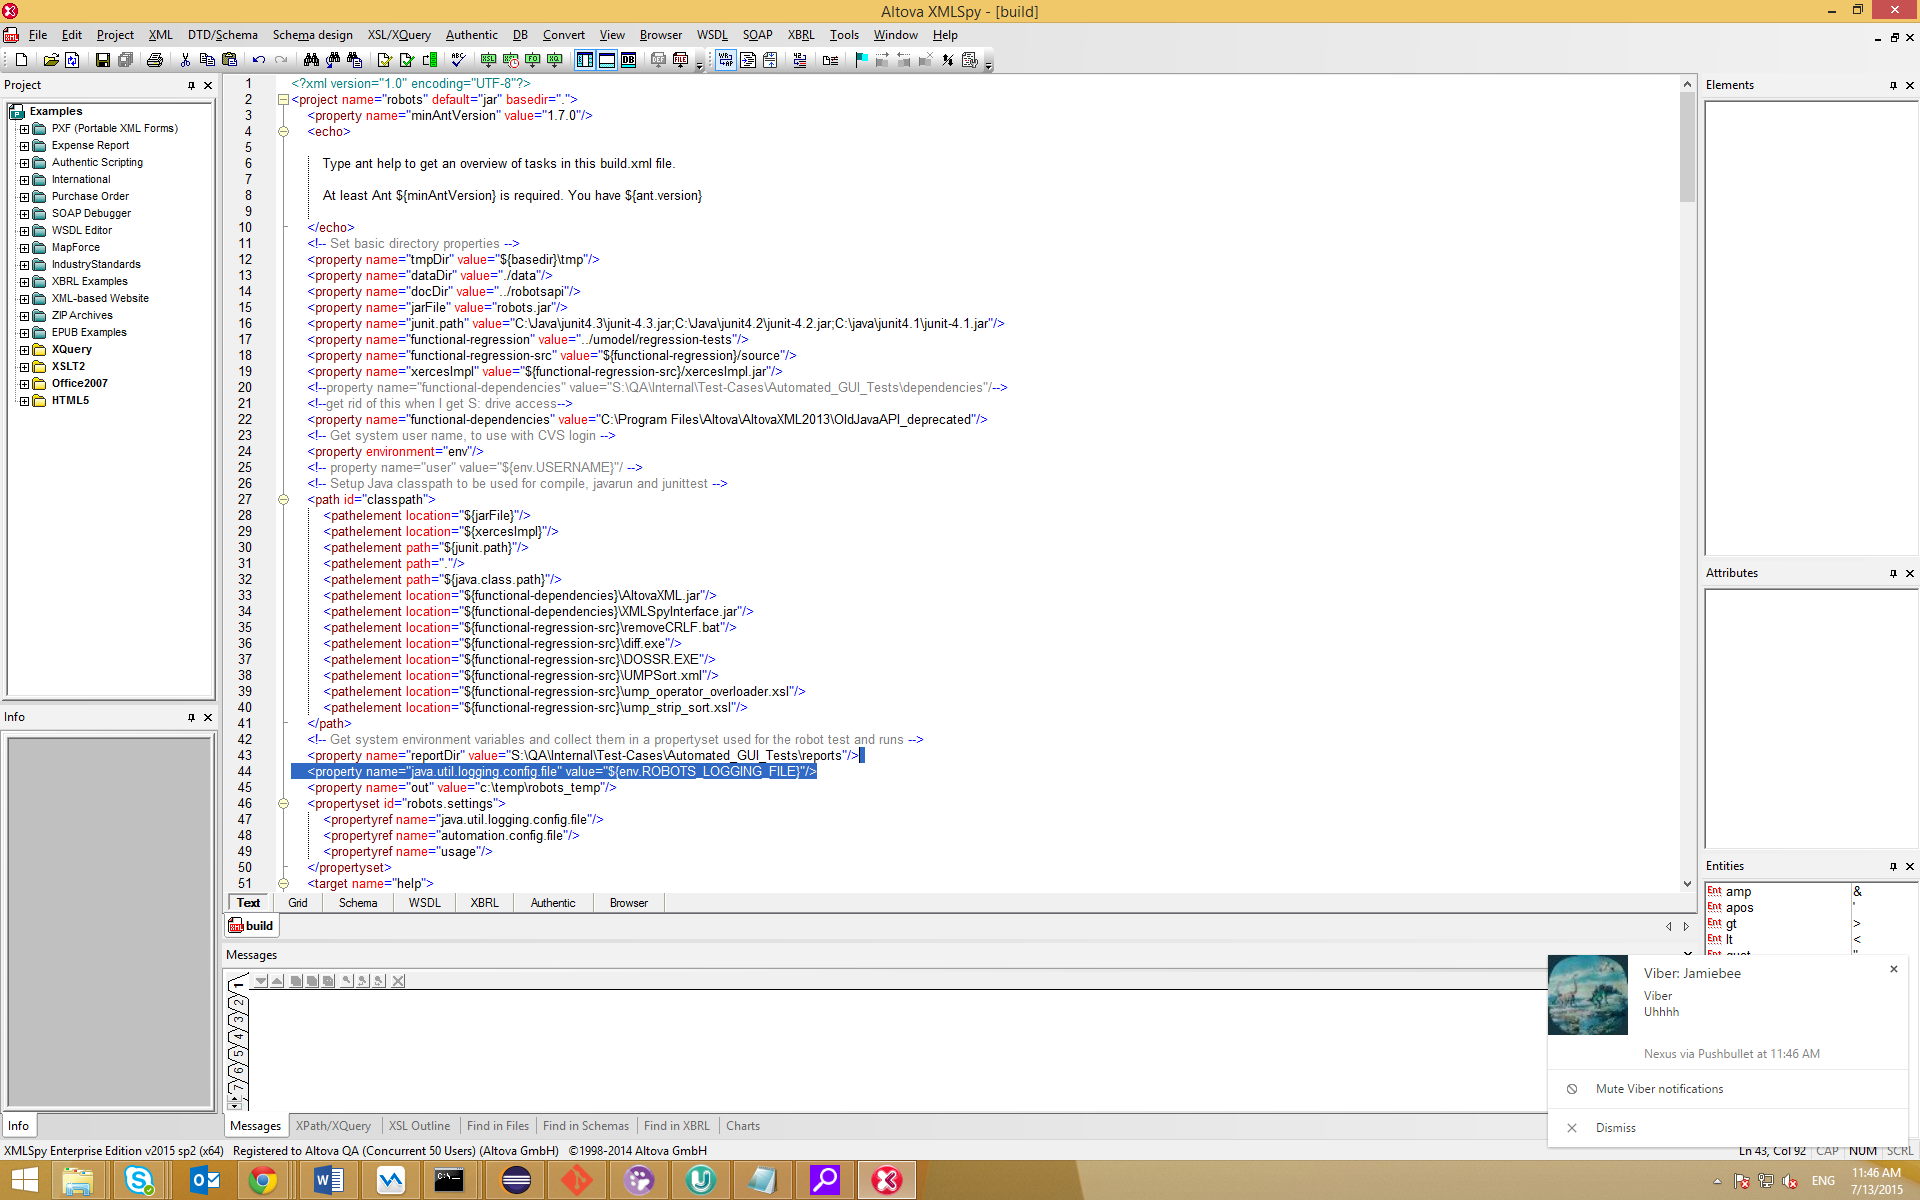 Altova XMLSpy - [build]
File Edit Project XML DTD/Schema Schema design XSL/XQuery Authentic DB Convert View Browser WSDL SOAP XBRL Tools Window Help
Project
Examples
PXF (Portable XML Forms)
Expense Report
Authentic Scripting
International
Purchase Order
SOAP Debugger
WSDL Editor
MapForce
IndustryStandards
XBRL Examples
XML-based Website
ZIP Archives
EPUB Examples
XQuery
XSLT2
Office2007
HTML5
Info
1 <?xml version="1.0" encoding="UTF-8"?>
2 <project name="robots" default="jar" basedir=".">
3 <property name="minAntVersion" value="1.7.0"/>
4 <echo>
5
6 Type ant help to get an overview of tasks in this build.xml file.
7
8 At least Ant ${minAntVersion} is required. You have ${ant.version}
9
10 </echo>
11 <!-- Set basic directory properties -->
12 <property name="tmpDir" value="${basedir}\tmp"/>
13 <property name="dataDir" value="./data"/>
14 <property name="docDir" value="../robotsapi"/>
15 <property name="jarFile" value="robots.jar"/>
16 <property name="junit.path" value="C:\Java\junit4.3\junit-4.3.jar;C:\Java\junit4.2\junit-4.2.jar;C:\java\junit4.1\junit-4.1.jar"/>
17 <property name="functional-regression" value="../umodel/regression-tests"/>
18 <property name="functional-regression-src" value="${functional-regression}/source"/>
19 <property name="xercesImpl" value="${functional-regression-src}/xercesImpl.jar"/>
20 <!--property name="functional-dependencies" value="S:\QA\Internal\Test-Cases\Automated_GUI_Tests\dependencies"/-->
21 <!--get rid of this when I get S: drive access-->
22 <property name="functional-dependencies" value="C:\Program Files\Altova\AltovaXML2013\OldJavaAPI_deprecated"/>
23 <!-- Get system user name, to use with CVS login -->
24 <property environment="env"/>
25 <!-- property name="user" value="${env.USERNAME}"/ -->
26 <!-- Setup Java classpath to be used for compile, javarun and junittest -->
27 <path id="classpath">
28 <pathelement location="${jarFile}"/>
29 <pathelement location="${xercesImpl}"/>
30 <pathelement path="${junit.path}"/>
31 <pathelement path="."/>
32 <pathelement path="${java.class.path}"/>
33 <pathelement location="${functional-dependencies}\AltovaXML.jar"/>
34 <pathelement location="${functional-dependencies}\XMLSpyInterface.jar"/>
35 <pathelement location="${functional-regression-src}\removeCRLF.bat"/>
36 <pathelement location="${functional-regression-src}\diff.exe"/>
37 <pathelement location="${functional-regression-src}\DOSSR.EXE"/>
38 <pathelement location="${functional-regression-src}\UMPSort.xml"/>
39 <pathelement location="${functional-regression-src}\ump_operator_overloader.xsl"/>
40 <pathelement location="${functional-regression-src}\ump_strip_sort.xsl"/>
41 </path>
42 <!-- Get system environment variables and collect them in a propertyset used for the robot test and runs -->
43 <property name="reportDir" value="S:\QA\Internal\Test-Cases\Automated_GUI_Tests\reports"/>
44 <property name="java.util.logging.config.file" value="${env.ROBOTS_LOGGING_FILE}"/>
45 <property name="out" value="c:\temp\robots_temp"/>
46 <propertyset id="robots.settings">
47 <propertyref name="java.util.logging.config.file"/>
48 <propertyref name="automation.config.file"/>
49 <propertyref name="usage"/>
50 </propertyset>
51 <target name="help">
Text Grid Schema WSDL XBRL Authentic Browser
build
Messages
1
2
3
4
5
6
7
Messages XPath/XQuery XSL Outline Find in Files Find in Schemas Find in XBRL Charts
Elements
Attributes
Entities
Ent amp &
Ent apos '
Ent gt >
Ent lt <
Viber: Jamiebee
Viber
Uhhhh
Nexus via Pushbullet at 11:46 AM
Mute Viber notifications
Dismiss
Info
XMLSpy Enterprise Edition v2015 sp2 (x64) Registered to Altova QA (Concurrent 50 Users) (Altova GmbH) ©1998-2014 Altova GmbH
Ln 43, Col 92 CAP NUM SCRL
ENG
11:46 AM
7/13/2015